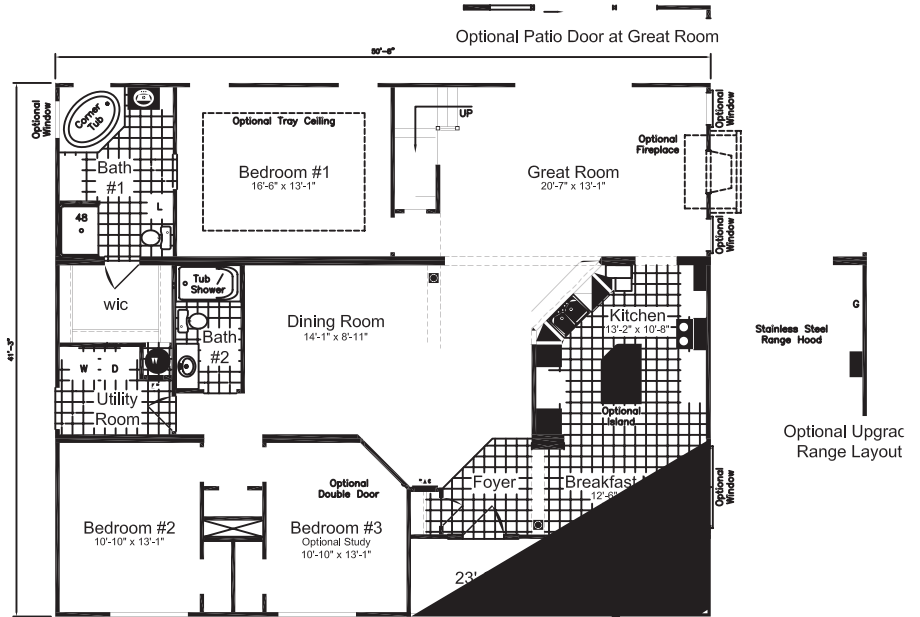 Optional Patio Door at Great Room
Optional
Window
Corner
Tub
Bath
#1
48
L
Optional Tray Ceiling
Bedroom #1
16'-6" x 13'-1"
UP
Great Room
20'-7" x 13'-1"
Optional
Fireplace
Optional
Window
Optional
Window
wic
Tub /
Shower
Bath
#2
Dining Room
14'-1" x 8'-11"
Kitchen
13'-2" x 10'-8"
Optional
41'-3"
W - D
Utility
Room
G
Stainless Steel
Range Hood
Optional Upgrad
Range Layout
Foyer
Breakfast
12'-6"
Optional
Window
Optional
Double Door
Bedroom #2
10'-10" x 13'-1"
Bedroom #3
Optional Study
10'-10" x 13'-1"
23'